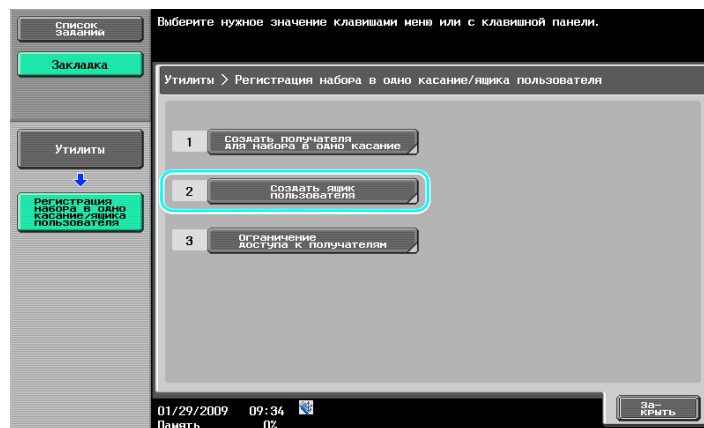 Список
заданий
Выберите нужное значение клавишами меню или с клавишной панели.
Закладка
Утилиты > Регистрация набора в одно касание/ящика пользователя
1 Создать получателя
для набора в одно касание
Утилиты
2 Создать ящик
пользователя
Регистрация
набора в одно
касание/ящика
пользователя
3 Ограничение
доступа к получателям
01/29/2009 09:34
Память 0%
За-
крыть